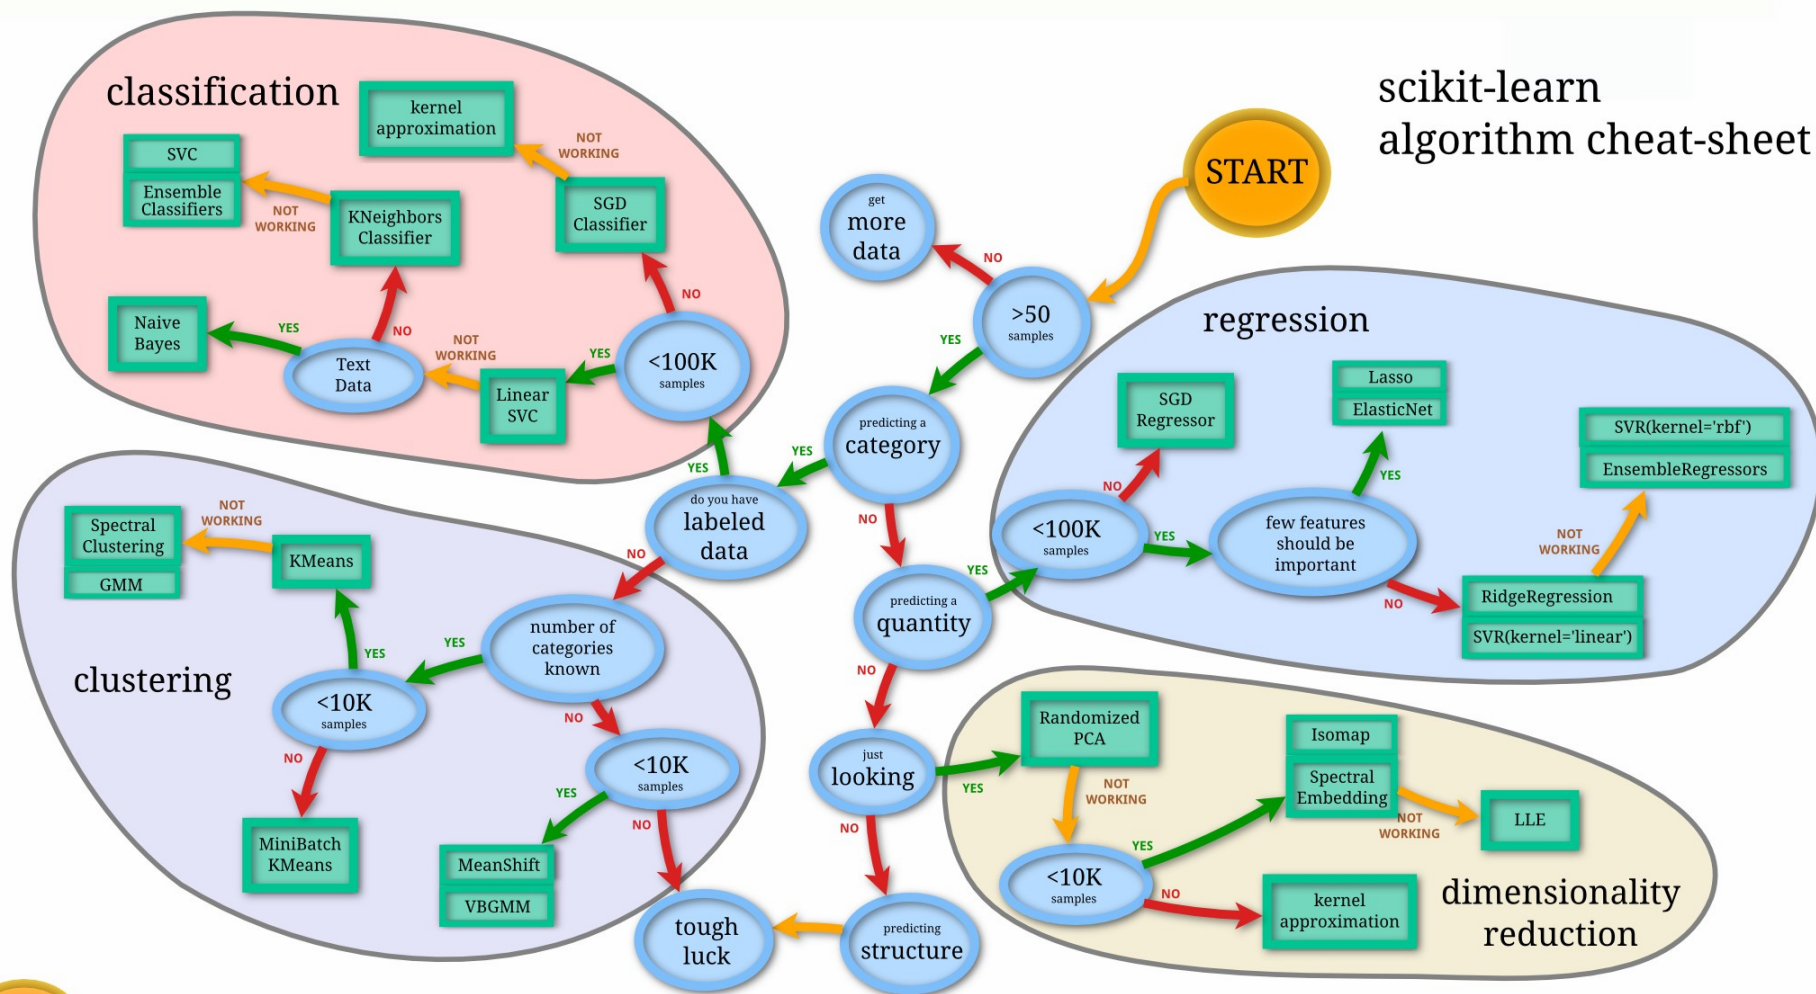 scikit-learn
algorithm cheat-sheet
START
>50
samples
NO
get
more
data
YES
predicting a
category
YES
do you have
labeled
data
YES
NO
NO
predicting a
quantity
YES
NO
just
looking
YES
NO
predicting
structure
tough
luck
classification
<100K
samples
NO
SGD
Classifier
NOT
WORKING
kernel
approximation
YES
Linear
SVC
NOT
WORKING
Text
Data
YES
Naive
Bayes
NO
KNeighbors
Classifier
NOT
WORKING
SVC
Ensemble
Classifiers
clustering
number of
categories
known
YES
<10K
samples
YES
KMeans
NOT
WORKING
Spectral
Clustering
GMM
NO
MiniBatch
KMeans
NO
<10K
samples
YES
MeanShift
VBGMM
NO
regression
<100K
samples
NO
SGD
Regressor
YES
few features
should be
important
YES
Lasso
ElasticNet
NO
RidgeRegression
SVR(kernel='linear')
NOT
WORKING
SVR(kernel='rbf')
EnsembleRegressors
dimensionality
reduction
Randomized
PCA
NOT
WORKING
<10K
samples
YES
Isomap
Spectral
Embedding
NOT
WORKING
LLE
NO
kernel
approximation